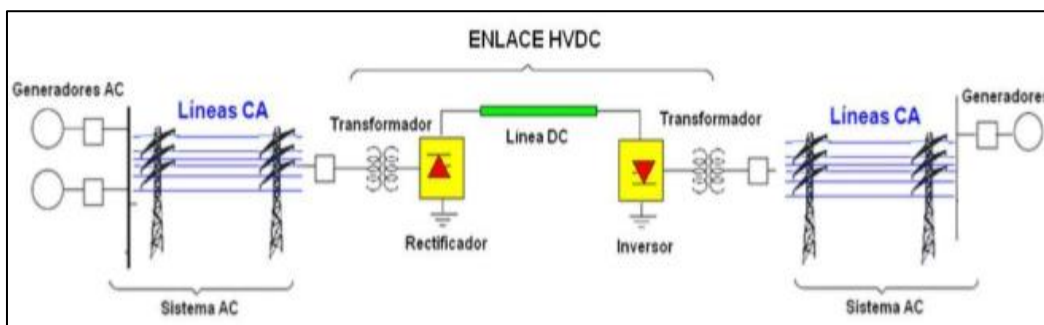 ENLACE HVDC
Generadores AC
Líneas CA
Transformador
Línea DC
Transformador
Líneas CA
Generadores
Rectificador
Inversor
Sistema AC
Sistema AC